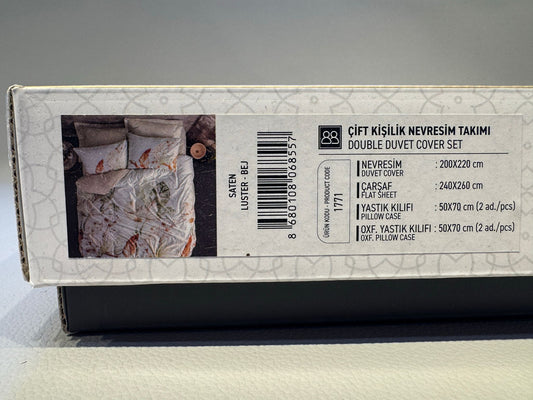 SATEN
LUSTER - BEJ
8 680108 068557
ÇİFT KİŞİLİK NEVRESİM TAKIMI
DOUBLE DUVET COVER SET
ÜRÜN KODU - PRODUCT CODE
1771
NEVRESİM : 200X220 cm
DUVET COVER
ÇARŞAF : 240X260 cm
FLAT SHEET
YASTIK KILIFI : 50X70 cm (2 ad./pcs)
PILLOW CASE
OXF. YASTIK KILIFI : 50X70 cm (2 ad./pcs)
OXF. PILLOW CASE